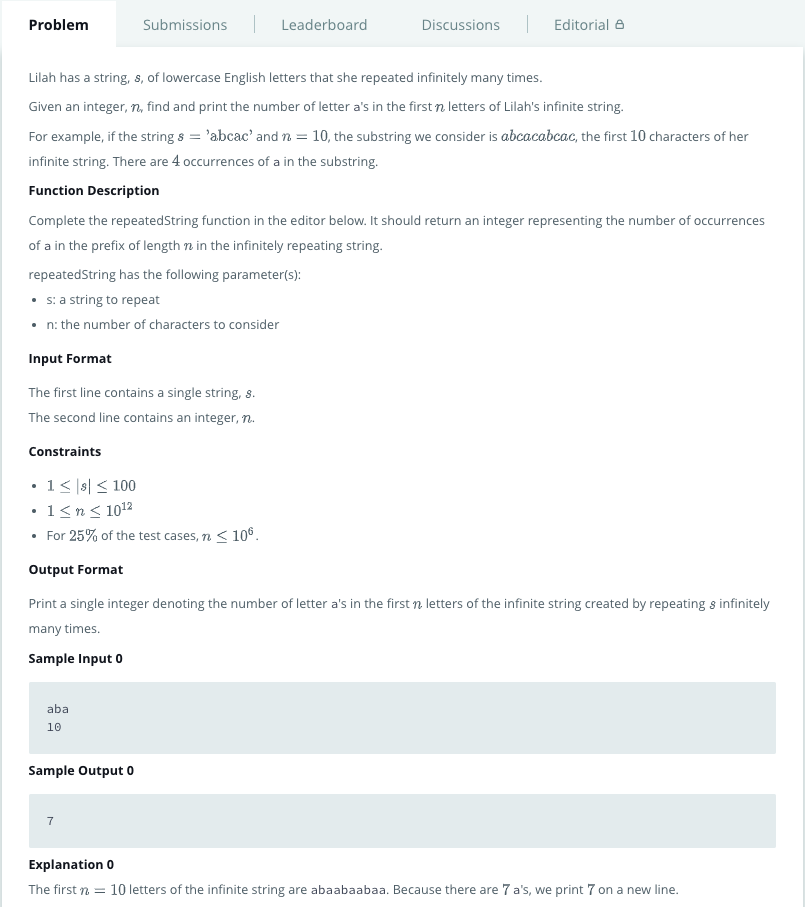 Problem Submissions Leaderboard Discussions Editorial
Lilah has a string, s, of lowercase English letters that she repeated infinitely many times.
Given an integer, n, find and print the number of letter a's in the first n letters of Lilah's infinite string.
For example, if the string s = 'abcac' and n = 10, the substring we consider is abcacabcac, the first 10 characters of her
infinite string. There are 4 occurrences of a in the substring.
Function Description
Complete the repeatedString function in the editor below. It should return an integer representing the number of occurrences
of a in the prefix of length n in the infinitely repeating string.
repeatedString has the following parameter(s):
• s: a string to repeat
• n: the number of characters to consider
Input Format
The first line contains a single string, s.
The second line contains an integer, n.
Constraints
• 1 ≤ |s| ≤ 100
• 1 ≤ n ≤ 10¹²
• For 25% of the test cases, n ≤ 10⁶.
Output Format
Print a single integer denoting the number of letter a's in the first n letters of the infinite string created by repeating s infinitely
many times.
Sample Input 0
aba
10
Sample Output 0
7
Explanation 0
The first n = 10 letters of the infinite string are abaabaabaa. Because there are 7 a's, we print 7 on a new line.